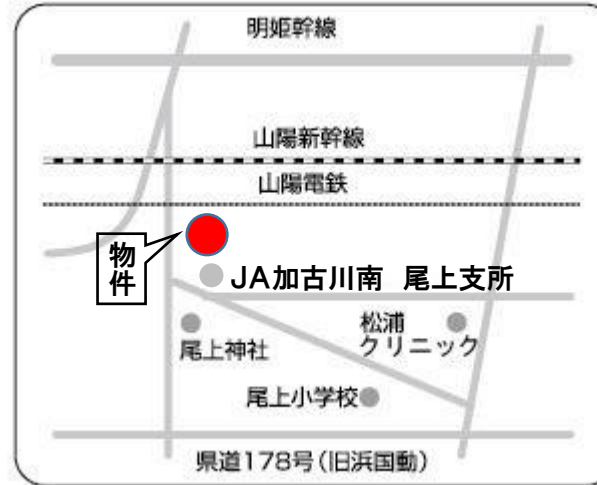 明姫幹線
山陽新幹線
山陽電鉄
物件
JA加古川南 尾上支所
尾上神社
松浦
クリニック
尾上小学校
県道178号(旧浜国動)